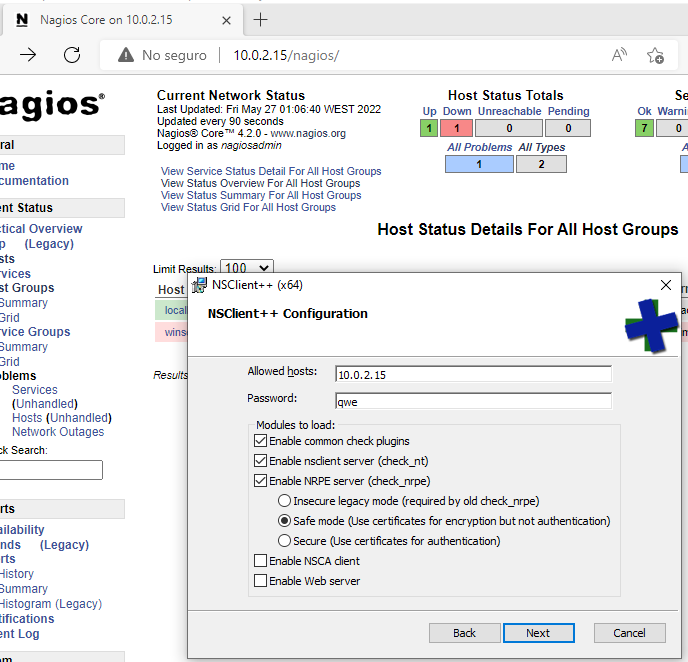 Nagios Core on 10.0.2.15
No seguro
10.0.2.15/nagios/
agios®
Current Network Status
Last Updated: Fri May 27 01:06:40 WEST 2022
Updated every 90 seconds
Nagios® Core™ 4.2.0 - www.nagios.org
Logged in as nagiosadmin
View Service Status Detail For All Host Groups
View Status Overview For All Host Groups
View Status Summary For All Host Groups
View Status Grid For All Host Groups
Host Status Totals
Up Down Unreachable Pending
1 1 0 0
All Problems All Types
1 2
Se
Ok Warnin
7 0
A
ral
me
cumentation
ent Status
ctical Overview
p (Legacy)
sts
rvices
st Groups
Summary
Grid
rvice Groups
Summary
Grid
oblems
Services
(Unhandled)
Hosts (Unhandled)
Network Outages
ck Search:
rts
ailability
nds (Legacy)
rts
History
Summary
Histogram (Legacy)
tifications
ent Log
Host Status Details For All Host Groups
Limit Results: 100
Host
local
wins
Results
NSClient++ (x64)
NSClient++ Configuration
Allowed hosts: 10.0.2.15
Password: qwe
Modules to load:
Enable common check plugins
Enable nsclient server (check_nt)
Enable NRPE server (check_nrpe)
Insecure legacy mode (required by old check_nrpe)
Safe mode (Use certificates for encryption but not authentication)
Secure (Use certificates for authentication)
Enable NSCA client
Enable Web server
Back Next Cancel